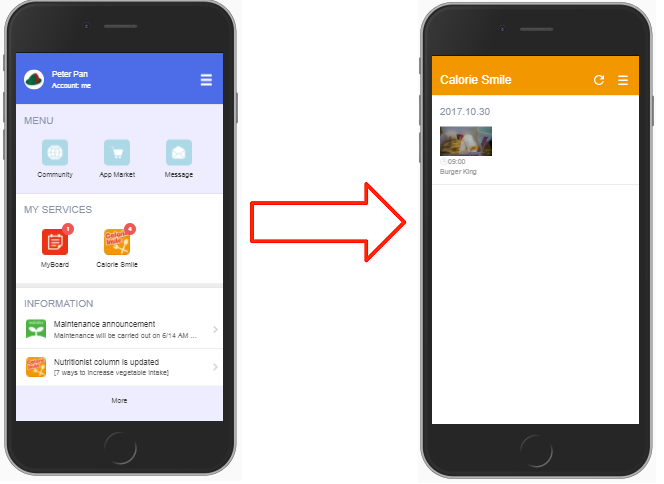 Peter Pan
Account: me
MENU
Community
App Market
Message
MY SERVICES
1
4
Calorie
Smile
MyBoard
Calorie Smile
INFORMATION
Maintenance announcement
Maintenance will be carried out on 6/14 AM ...
Nutritionist column is updated
[7 ways to increase vegetable intake]
More
Calorie Smile
2017.10.30
09:00
Burger King